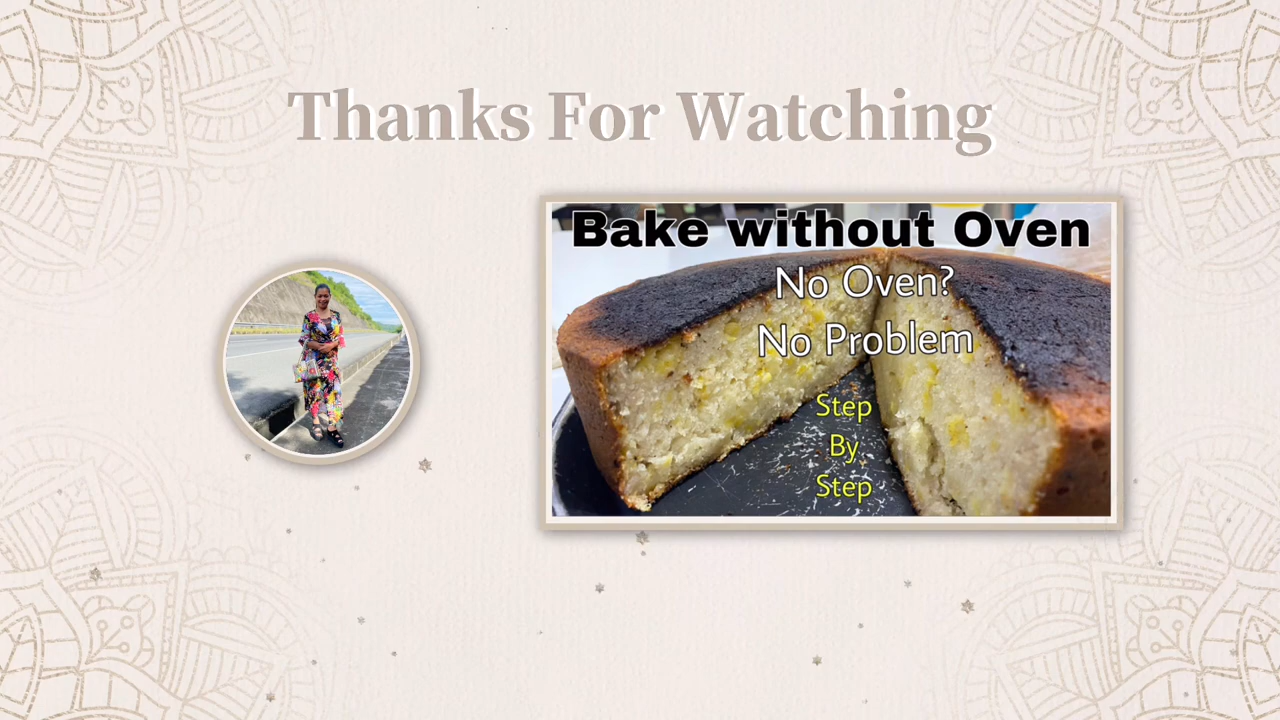 Thanks For Watching
Bake without Oven
No Oven?
No Problem
Step
By
Step